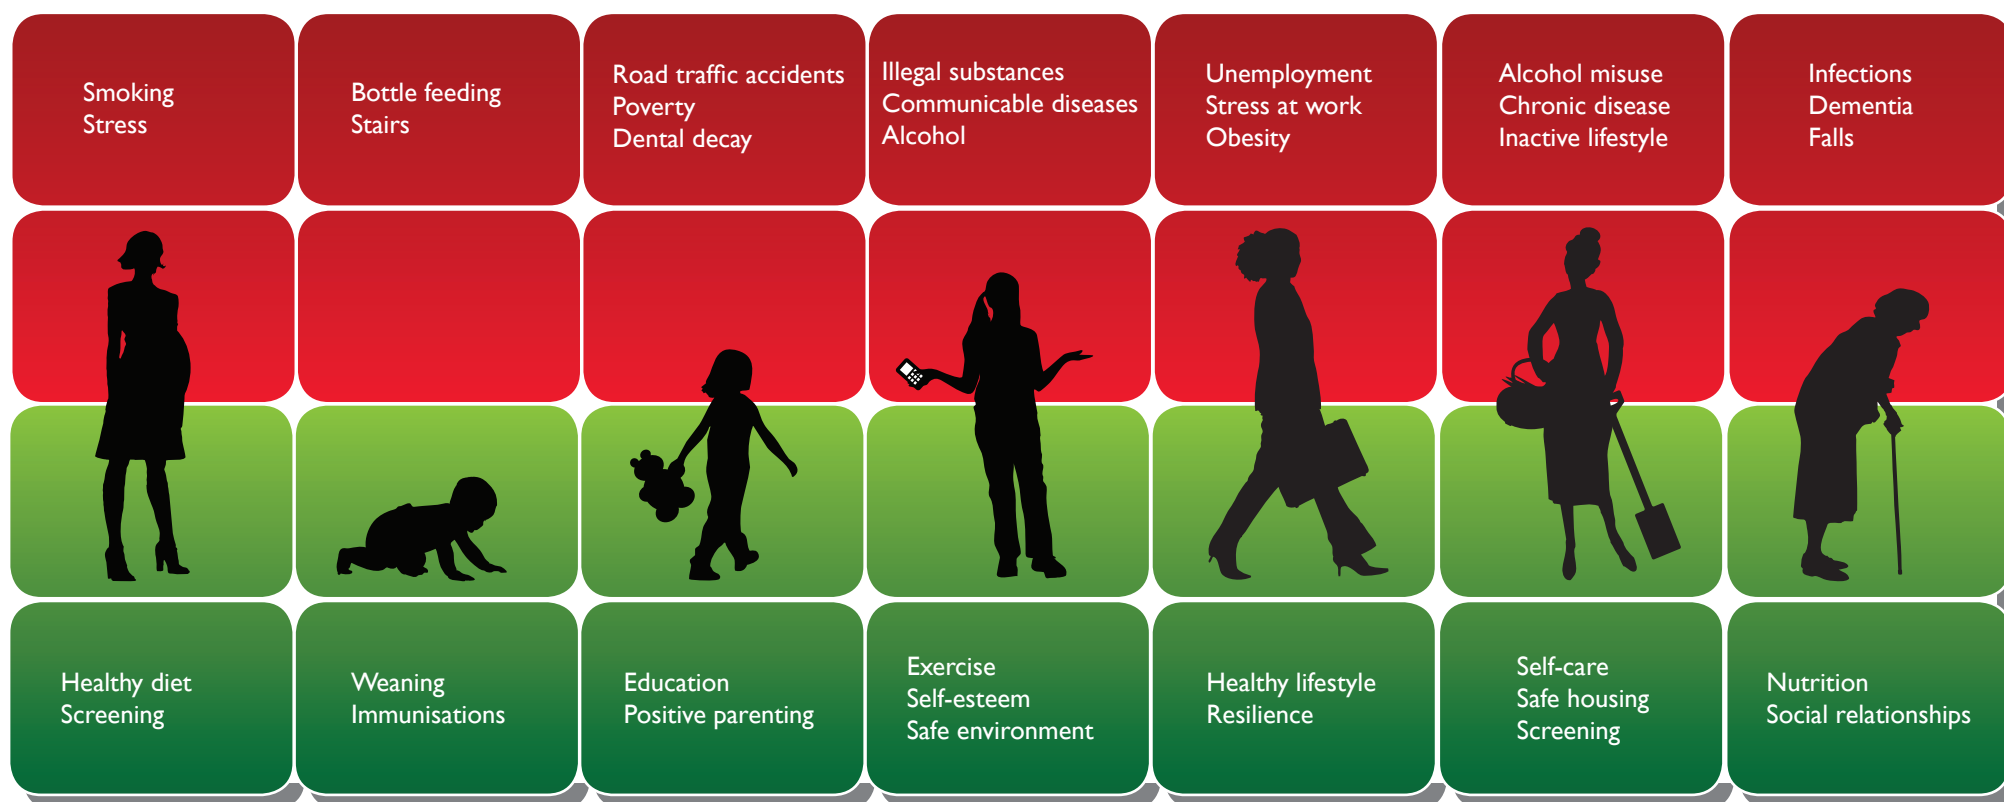 Smoking
Stress
Bottle feeding
Stairs
Road traffic accidents
Poverty
Dental decay
Illegal substances
Communicable diseases
Alcohol
Unemployment
Stress at work
Obesity
Alcohol misuse
Chronic disease
Inactive lifestyle
Infections
Dementia
Falls
Healthy diet
Screening
Weaning
Immunisations
Education
Positive parenting
Exercise
Self-esteem
Safe environment
Healthy lifestyle
Resilience
Self-care
Safe housing
Screening
Nutrition
Social relationships